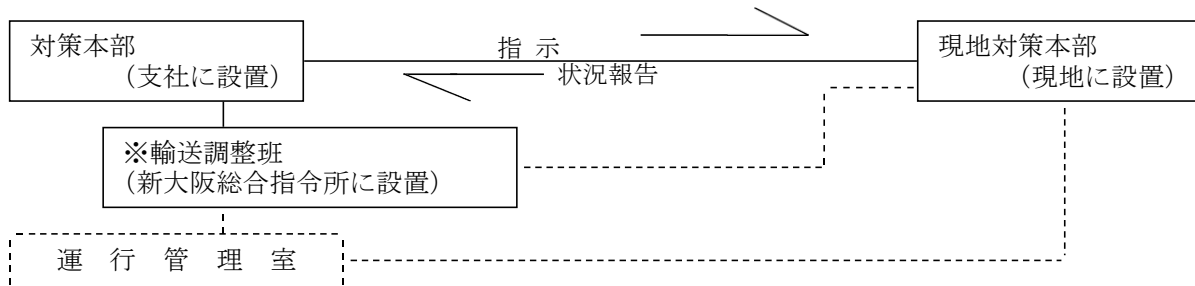 対策本部
（支社に設置）
指 示
状況報告
現地対策本部
（現地に設置）
※輸送調整班
（新大阪総合指令所に設置）
運 行 管 理 室